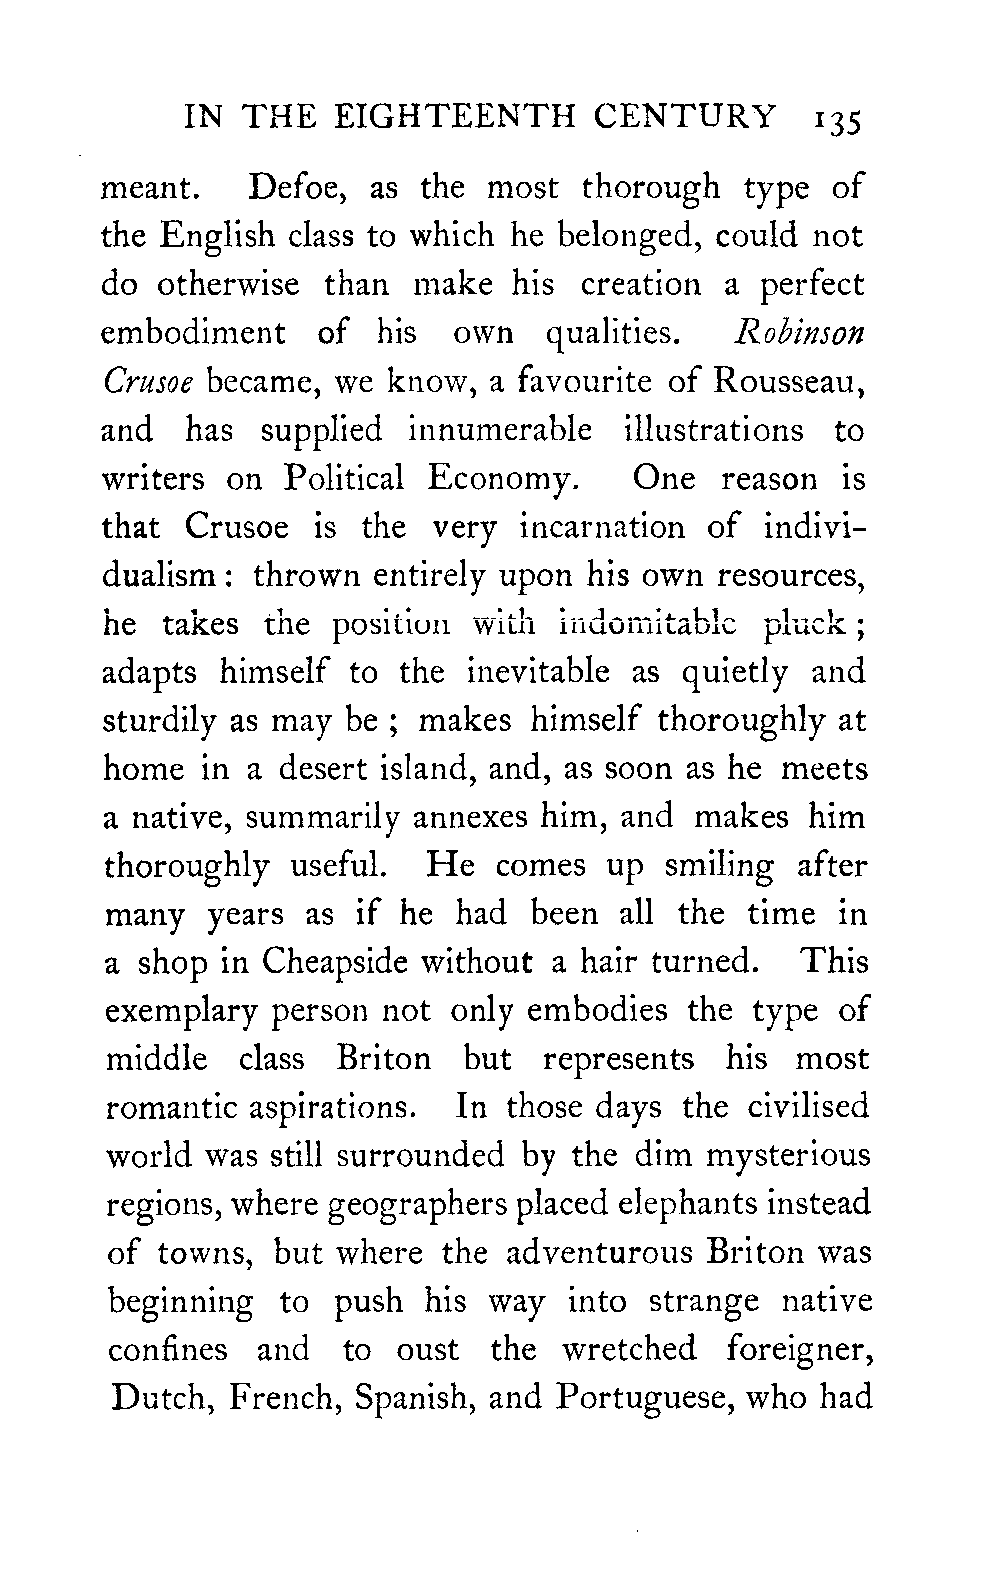 IN THE EIGHTEENTH CENTURY 135
meant. Defoe, as the most thorough type of
the English class to which he belonged, could not
do otherwise than make his creation a perfect
embodiment of his own qualities. Robinson
Crusoe became, we know, a favourite of Rousseau,
and has supplied innumerable illustrations to
writers on Political Economy. One reason is
that Crusoe is the very incarnation of indivi-
dualism : thrown entirely upon his own resources,
he takes the position with indomitable pluck ;
adapts himself to the inevitable as quietly and
sturdily as may be ; makes himself thoroughly at
home in a desert island, and, as soon as he meets
a native, summarily annexes him, and makes him
thoroughly useful. He comes up smiling after
many years as if he had been all the time in
a shop in Cheapside without a hair turned. This
exemplary person not only embodies the type of
middle class Briton but represents his most
romantic aspirations. In those days the civilised
world was still surrounded by the dim mysterious
regions, where geographers placed elephants instead
of towns, but where the adventurous Briton was
beginning to push his way into strange native
confines and to oust the wretched foreigner,
Dutch, French, Spanish, and Portuguese, who had